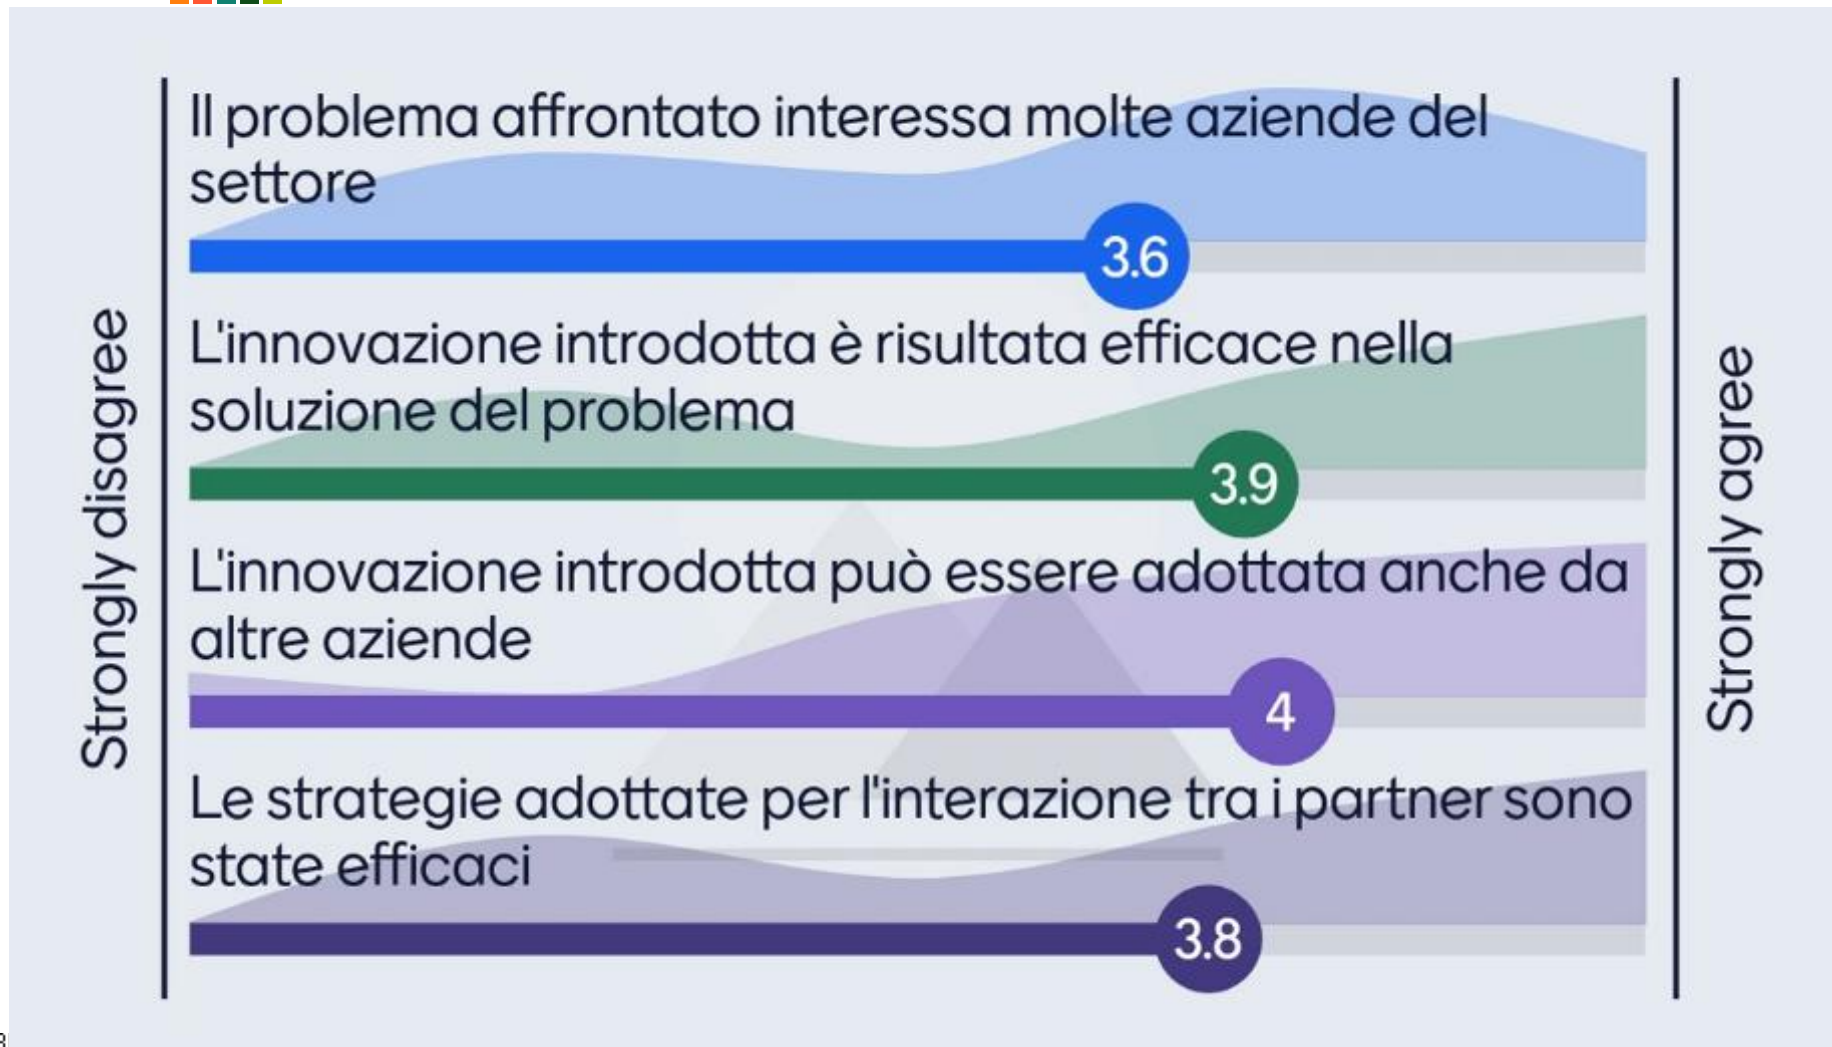 Il problema affrontato interessa molte aziende del
settore
3.6
L'innovazione introdotta è risultata efficace nella
soluzione del problema
3.9
L'innovazione introdotta può essere adottata anche da
altre aziende
4
Le strategie adottate per l'interazione tra i partner sono
state efficaci
3.8
Strongly disagree
Strongly agree